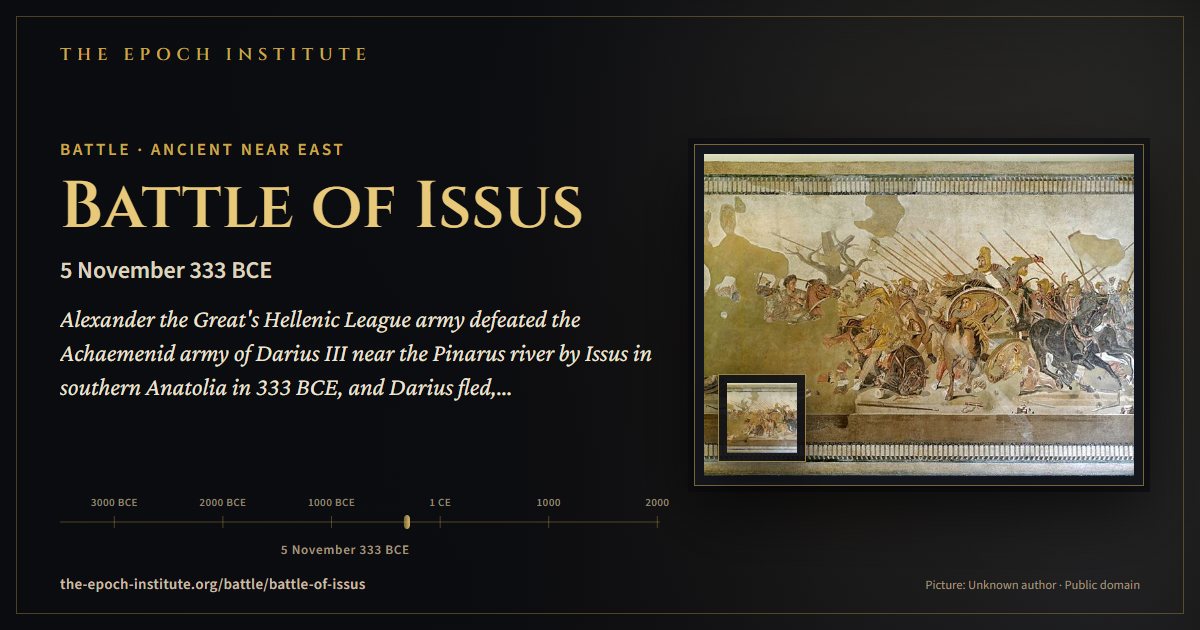 THE EPOCH INSTITUTE
BATTLE · ANCIENT NEAR EAST
BATTLE OF ISSUS
5 November 333 BCE
Alexander the Great's Hellenic League army defeated the
Achaemenid army of Darius III near the Pinarus river by Issus in
southern Anatolia in 333 BCE, and Darius fled,...
3000 BCE 2000 BCE 1000 BCE 1 CE 1000 2000
5 November 333 BCE
the-epoch-institute.org/battle/battle-of-issus
Picture: Unknown author · Public domain